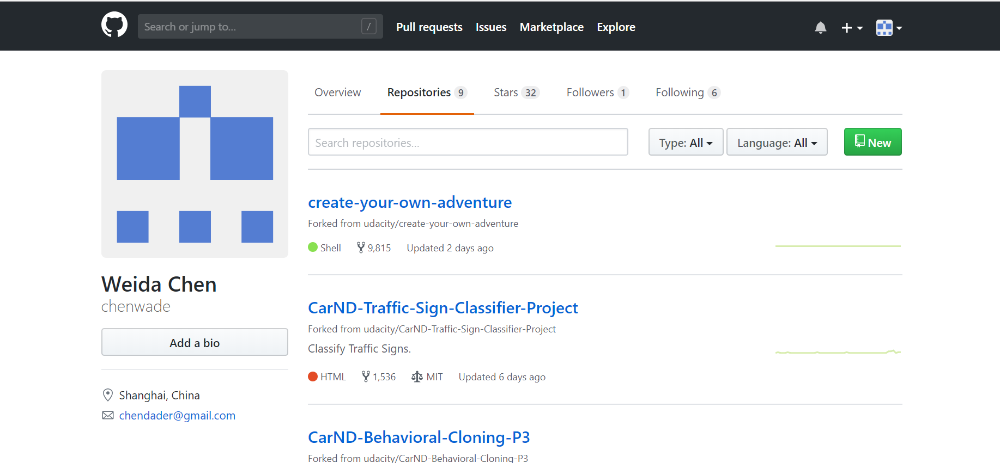 Search or jump to... /
Pull requests Issues Marketplace Explore
Overview Repositories 9 Stars 32 Followers 1 Following 6
Search repositories... Type: All Language: All New
create-your-own-adventure
Forked from udacity/create-your-own-adventure
Shell 9,815 Updated 2 days ago
CarND-Traffic-Sign-Classifier-Project
Forked from udacity/CarND-Traffic-Sign-Classifier-Project
Classify Traffic Signs.
HTML 1,536 MIT Updated 6 days ago
CarND-Behavioral-Cloning-P3
Forked from udacity/CarND-Behavioral-Cloning-P3
Weida Chen
chenwade
Add a bio
Shanghai, China
chendader@gmail.com